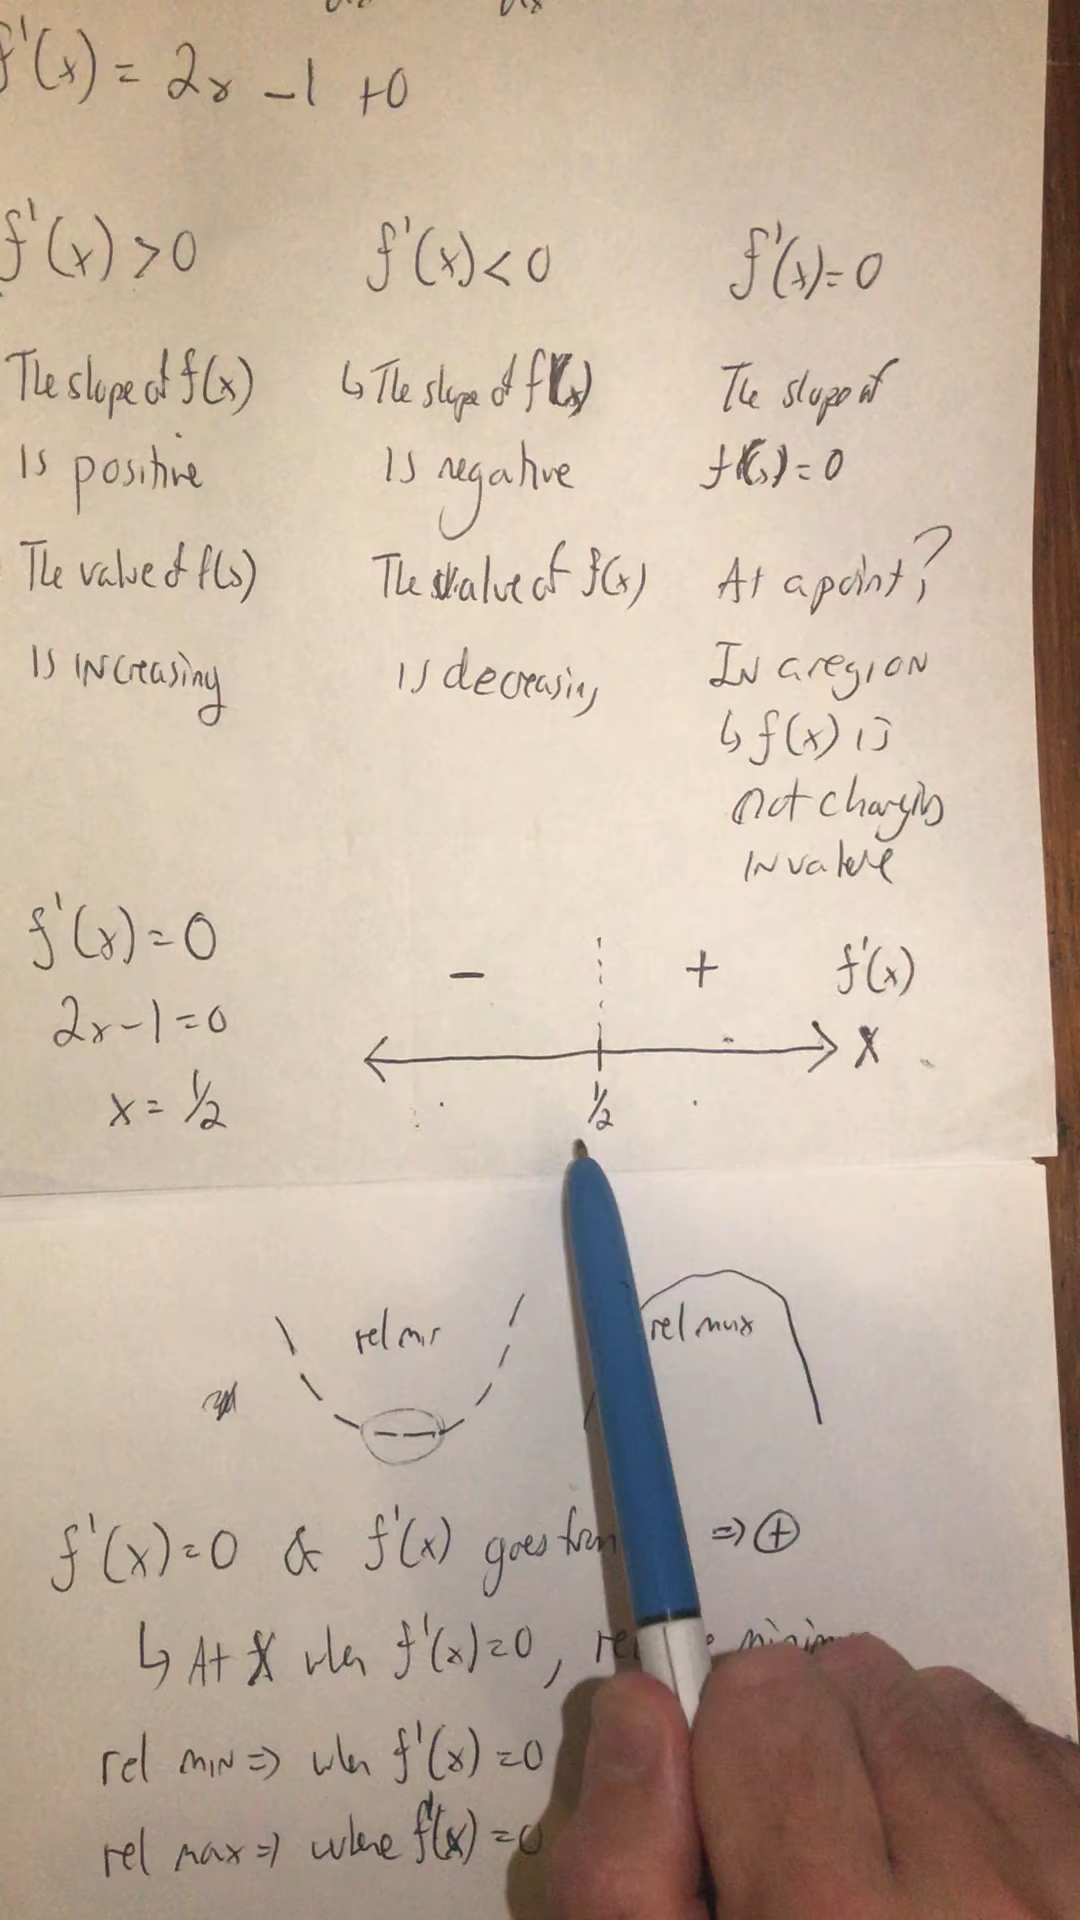 f'(x) = 2x - 1 + 0
f'(x) > 0
The slope of f(x)
is positive
The value of f(x)
is increasing
f'(x) < 0
↳ The slope of f(x)
is negative
The value of f(x)
is decreasing
f'(x) = 0
The slope of
f(x) = 0
At a point?
In a region
↳ f(x) is
not changing
in value
f'(x) = 0
2x - 1 = 0
x = 1/2
- + f'(x)
x
1/2
rel min
rel max
f'(x) = 0 & f'(x) goes from ⇒ ⊕
↳ At x when f'(x) = 0,
rel min ⇒ when f'(x) = 0
rel max ⇒ where f'(x) = 0